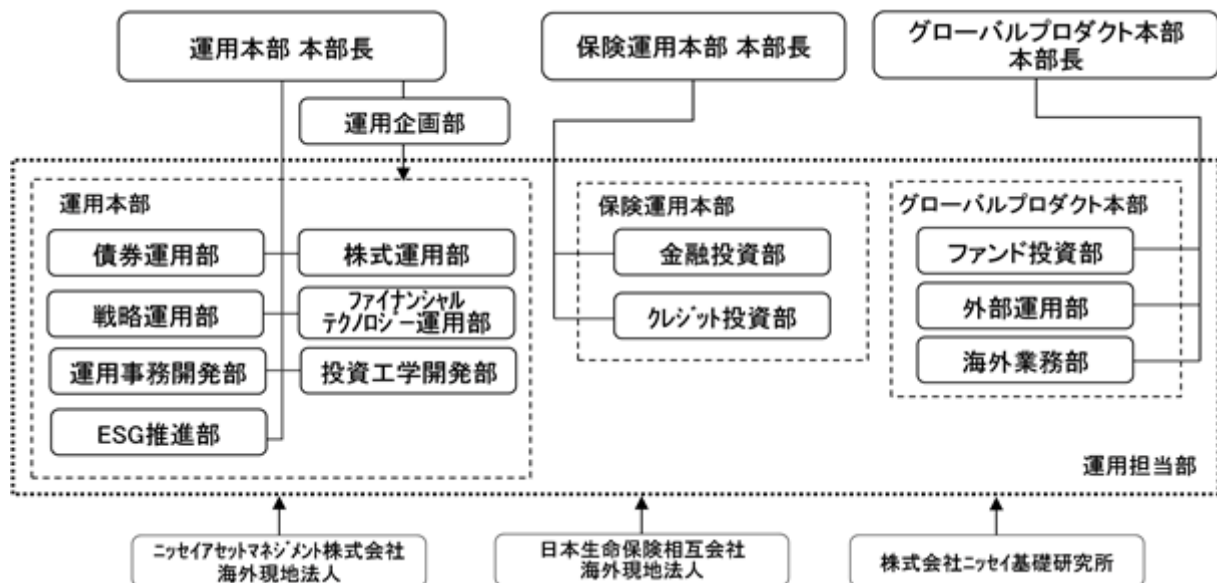 運用本部 本部長
保険運用本部 本部長
グローバルプロダクト本部
本部長
運用企画部
運用本部
債券運用部
株式運用部
戦略運用部
ファイナンシャル
テクノロジー運用部
運用事務開発部
投資工学開発部
ESG推進部
保険運用本部
金融投資部
クレジット投資部
グローバルプロダクト本部
ファンド投資部
外部運用部
海外業務部
運用担当部
ニッセイアセットマネジメント株式会社
海外現地法人
日本生命保険相互会社
海外現地法人
株式会社ニッセイ基礎研究所